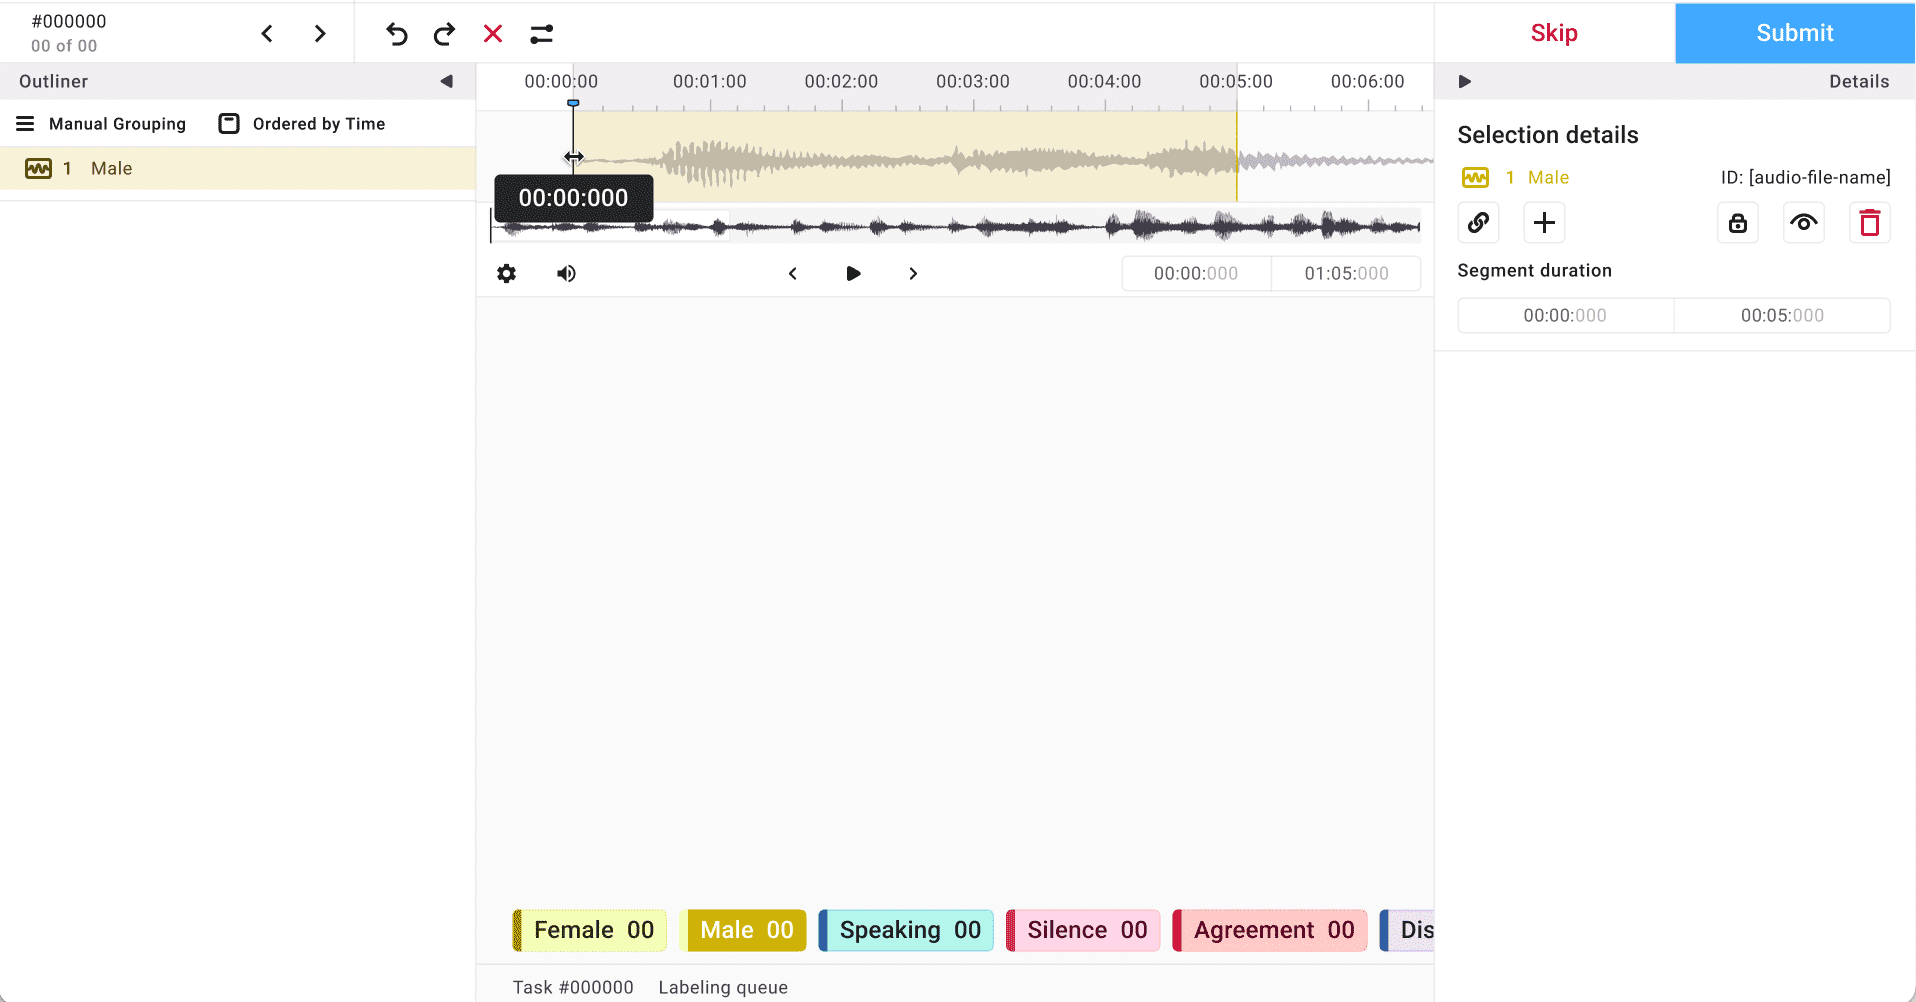 #000000
00 of 00
Skip
Submit
Outliner
00:00:00 00:01:00 00:02:00 00:03:00 00:04:00 00:05:00 00:06:00
Details
Manual Grouping Ordered by Time
1 Male
00:00:000
00:00:000 01:05:000
Selection details
1 Male ID: [audio-file-name]
Segment duration
00:00:000 00:05:000
Female 00 Male 00 Speaking 00 Silence 00 Agreement 00 Dis
Task #000000 Labeling queue